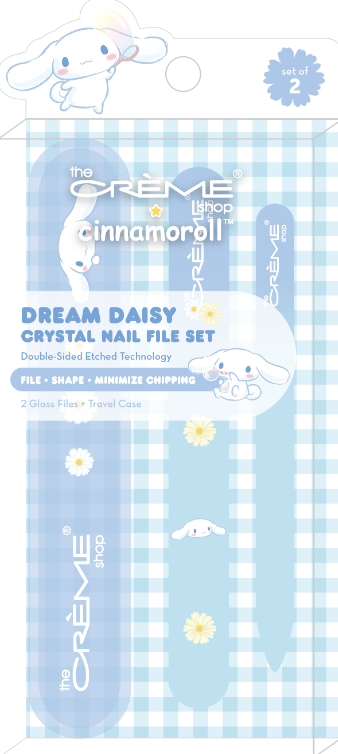 set of
2
the
CRÈME®
shop
cinnamoroll™
the
CRÈME®
shop
CRÈME®
shop
DREAM DAISY
CRYSTAL NAIL FILE SET
Double-Sided Etched Technology
FILE • SHAPE • MINIMIZE CHIPPING
2 Glass Files • Travel Case
C
the
CRÈME®
shop